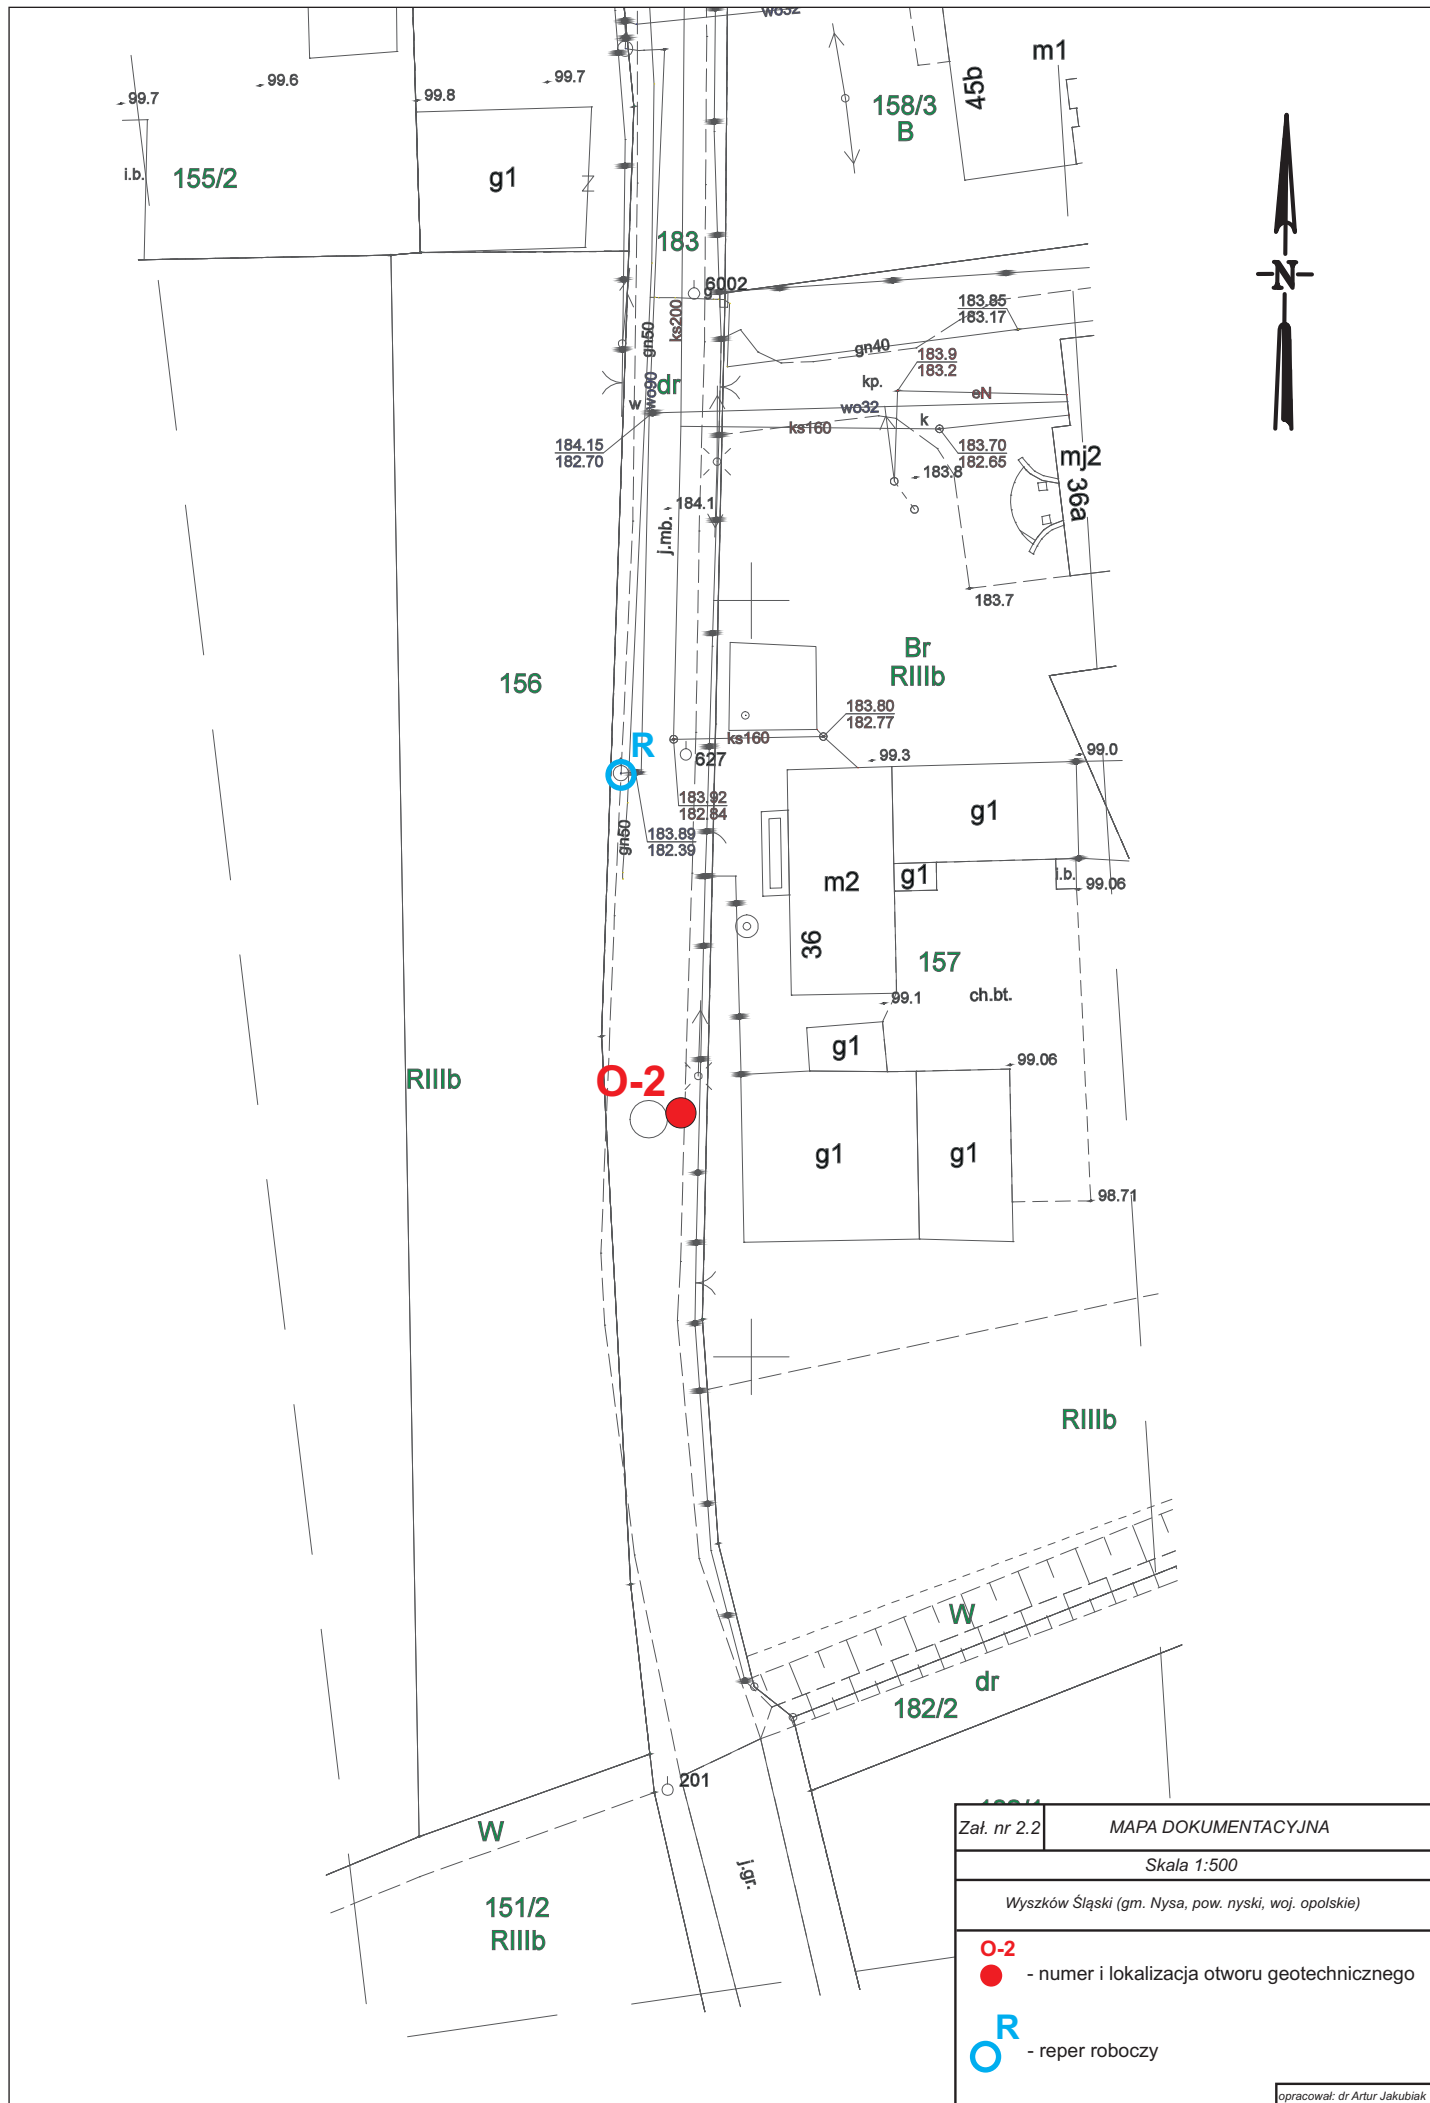 wo32
m1
99.6
99.7
99.7
99.8
45b
158/3
B
i.b.
155/2
g1
N
183
6002
g
183.85
183.17
ks200
gn50
gn40
183.9
183.2
kp.
dr
wo90
w
eN
wo32
k
ks160
184.15
182.70
183.70
182.65
mj2
36a
183.8
184.1
j.mb.
183.7
Br
RIIIb
156
183.80
182.77
R
ks160
627
99.3
99.0
183.92
182.84
g1
183.89
182.39
gn50
m2
g1
i.b.
99.06
36
157
99.1
ch.bt.
g1
99.06
RIIIb
O-2
g1
g1
98.71
RIIIb
W
dr
182/2
201
W
j.gr.
151/2
RIIIb
Zał. nr 2.2
MAPA DOKUMENTACYJNA
Skala 1:500
Wyszków Śląski (gm. Nysa, pow. nyski, woj. opolskie)
O-2
- numer i lokalizacja otworu geotechnicznego
R
- reper roboczy
opracował: dr Artur Jakubiak